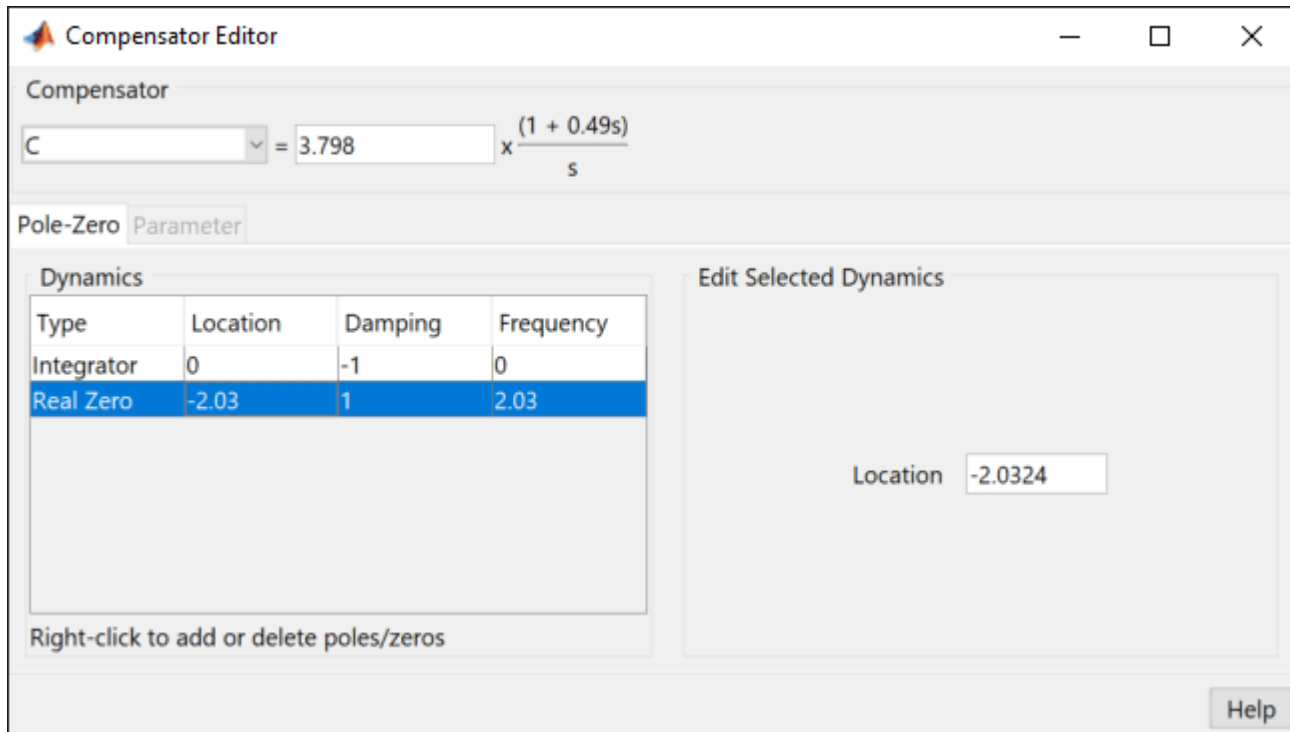 Compensator Editor
Compensator
C = 3.798 x (1 + 0.49s)
s
Pole-Zero Parameter
Dynamics
Type Location Damping Frequency
Integrator 0 -1 0
Real Zero -2.03 1 2.03
Right-click to add or delete poles/zeros
Edit Selected Dynamics
Location -2.0324
Help